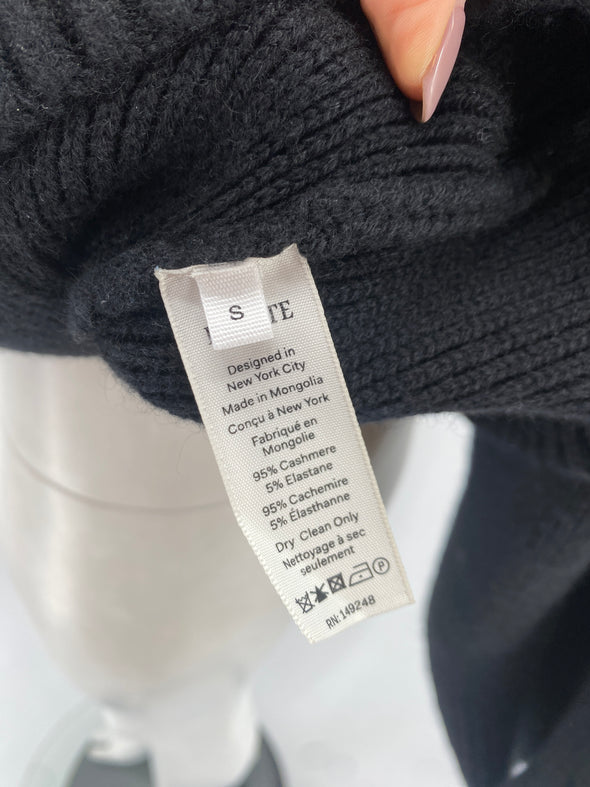 S
Designed in
New York City
Made in Mongolia
Conçu à New York
Fabriqué en
Mongolie
95% Cashmere
5% Elastane
95% Cachemire
5% Élasthanne
Dry Clean Only
Nettoyage à sec
seulement
P
RN: 149248